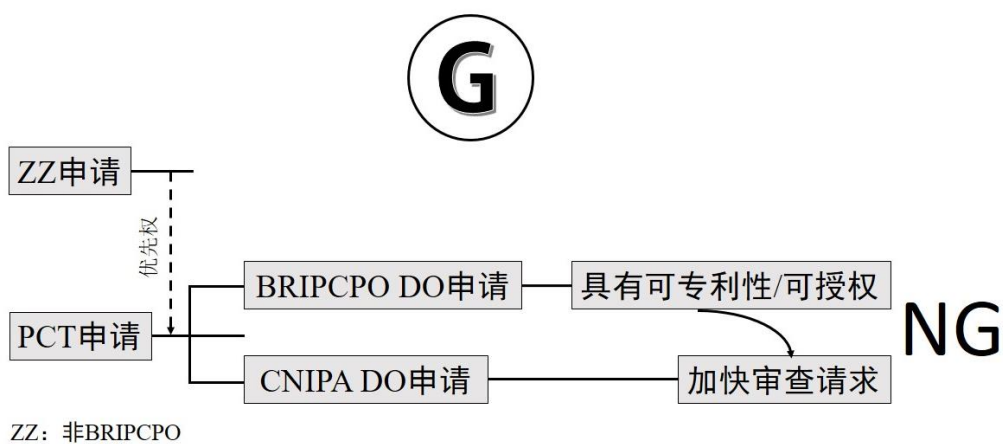 G
ZZ申请
优先权
BRIPCPO DO申请
具有可专利性/可授权
PCT申请
NG
CNIPA DO申请
加快审查请求
ZZ：非BRIPCPO